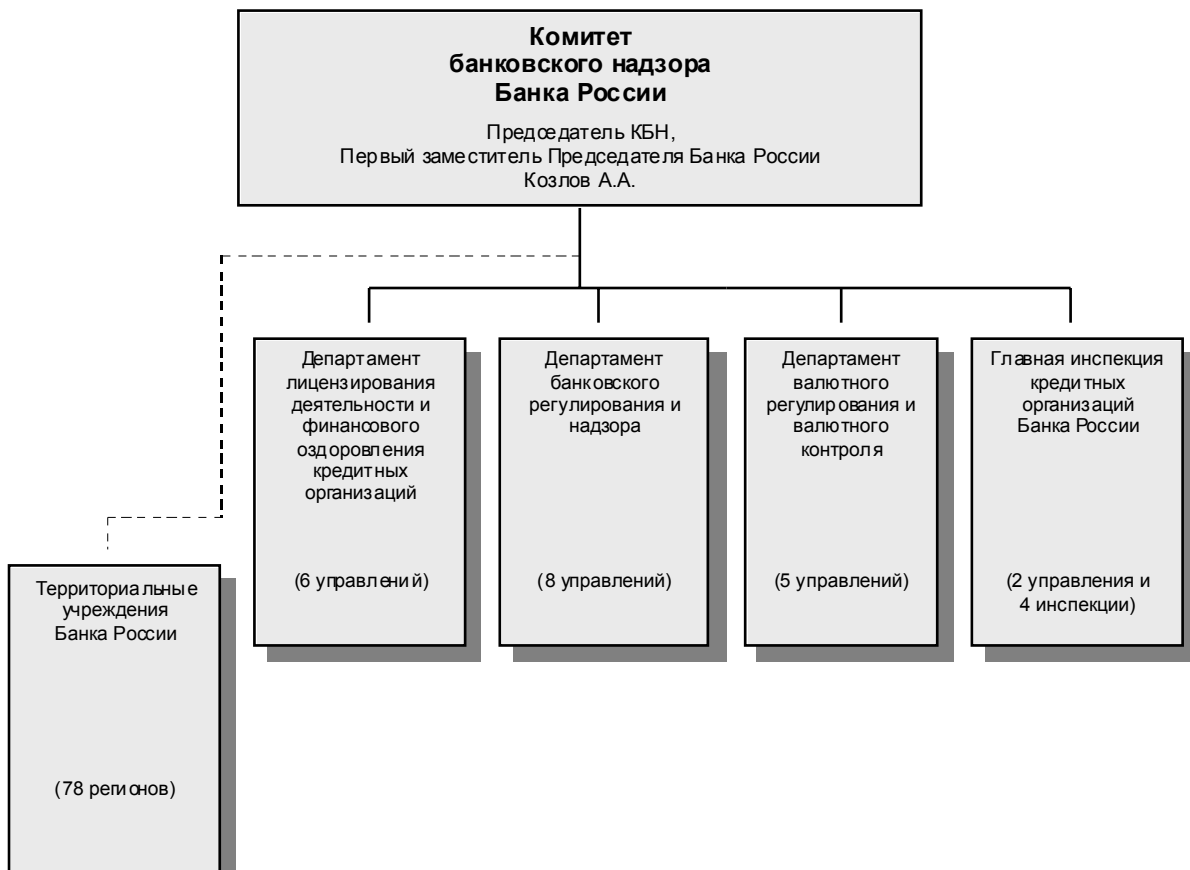 Комитет
банковского надзора
Банка России
Председатель КБН,
Первый заместитель Председателя Банка России
Козлов А.А.
Департамент
лицензирования
деятельности и
финансового
оздоровления
кредитных
организаций
(6 управлений)
Департамент
банковского
регулирования и
надзора
(8 управлений)
Департамент
валютного
регулирования и
валютного
контроля
(5 управлений)
Главная инспекция
кредитных
организаций
Банка России
(2 управления и
4 инспекции)
Территориальные
учреждения
Банка России
(78 регионов)